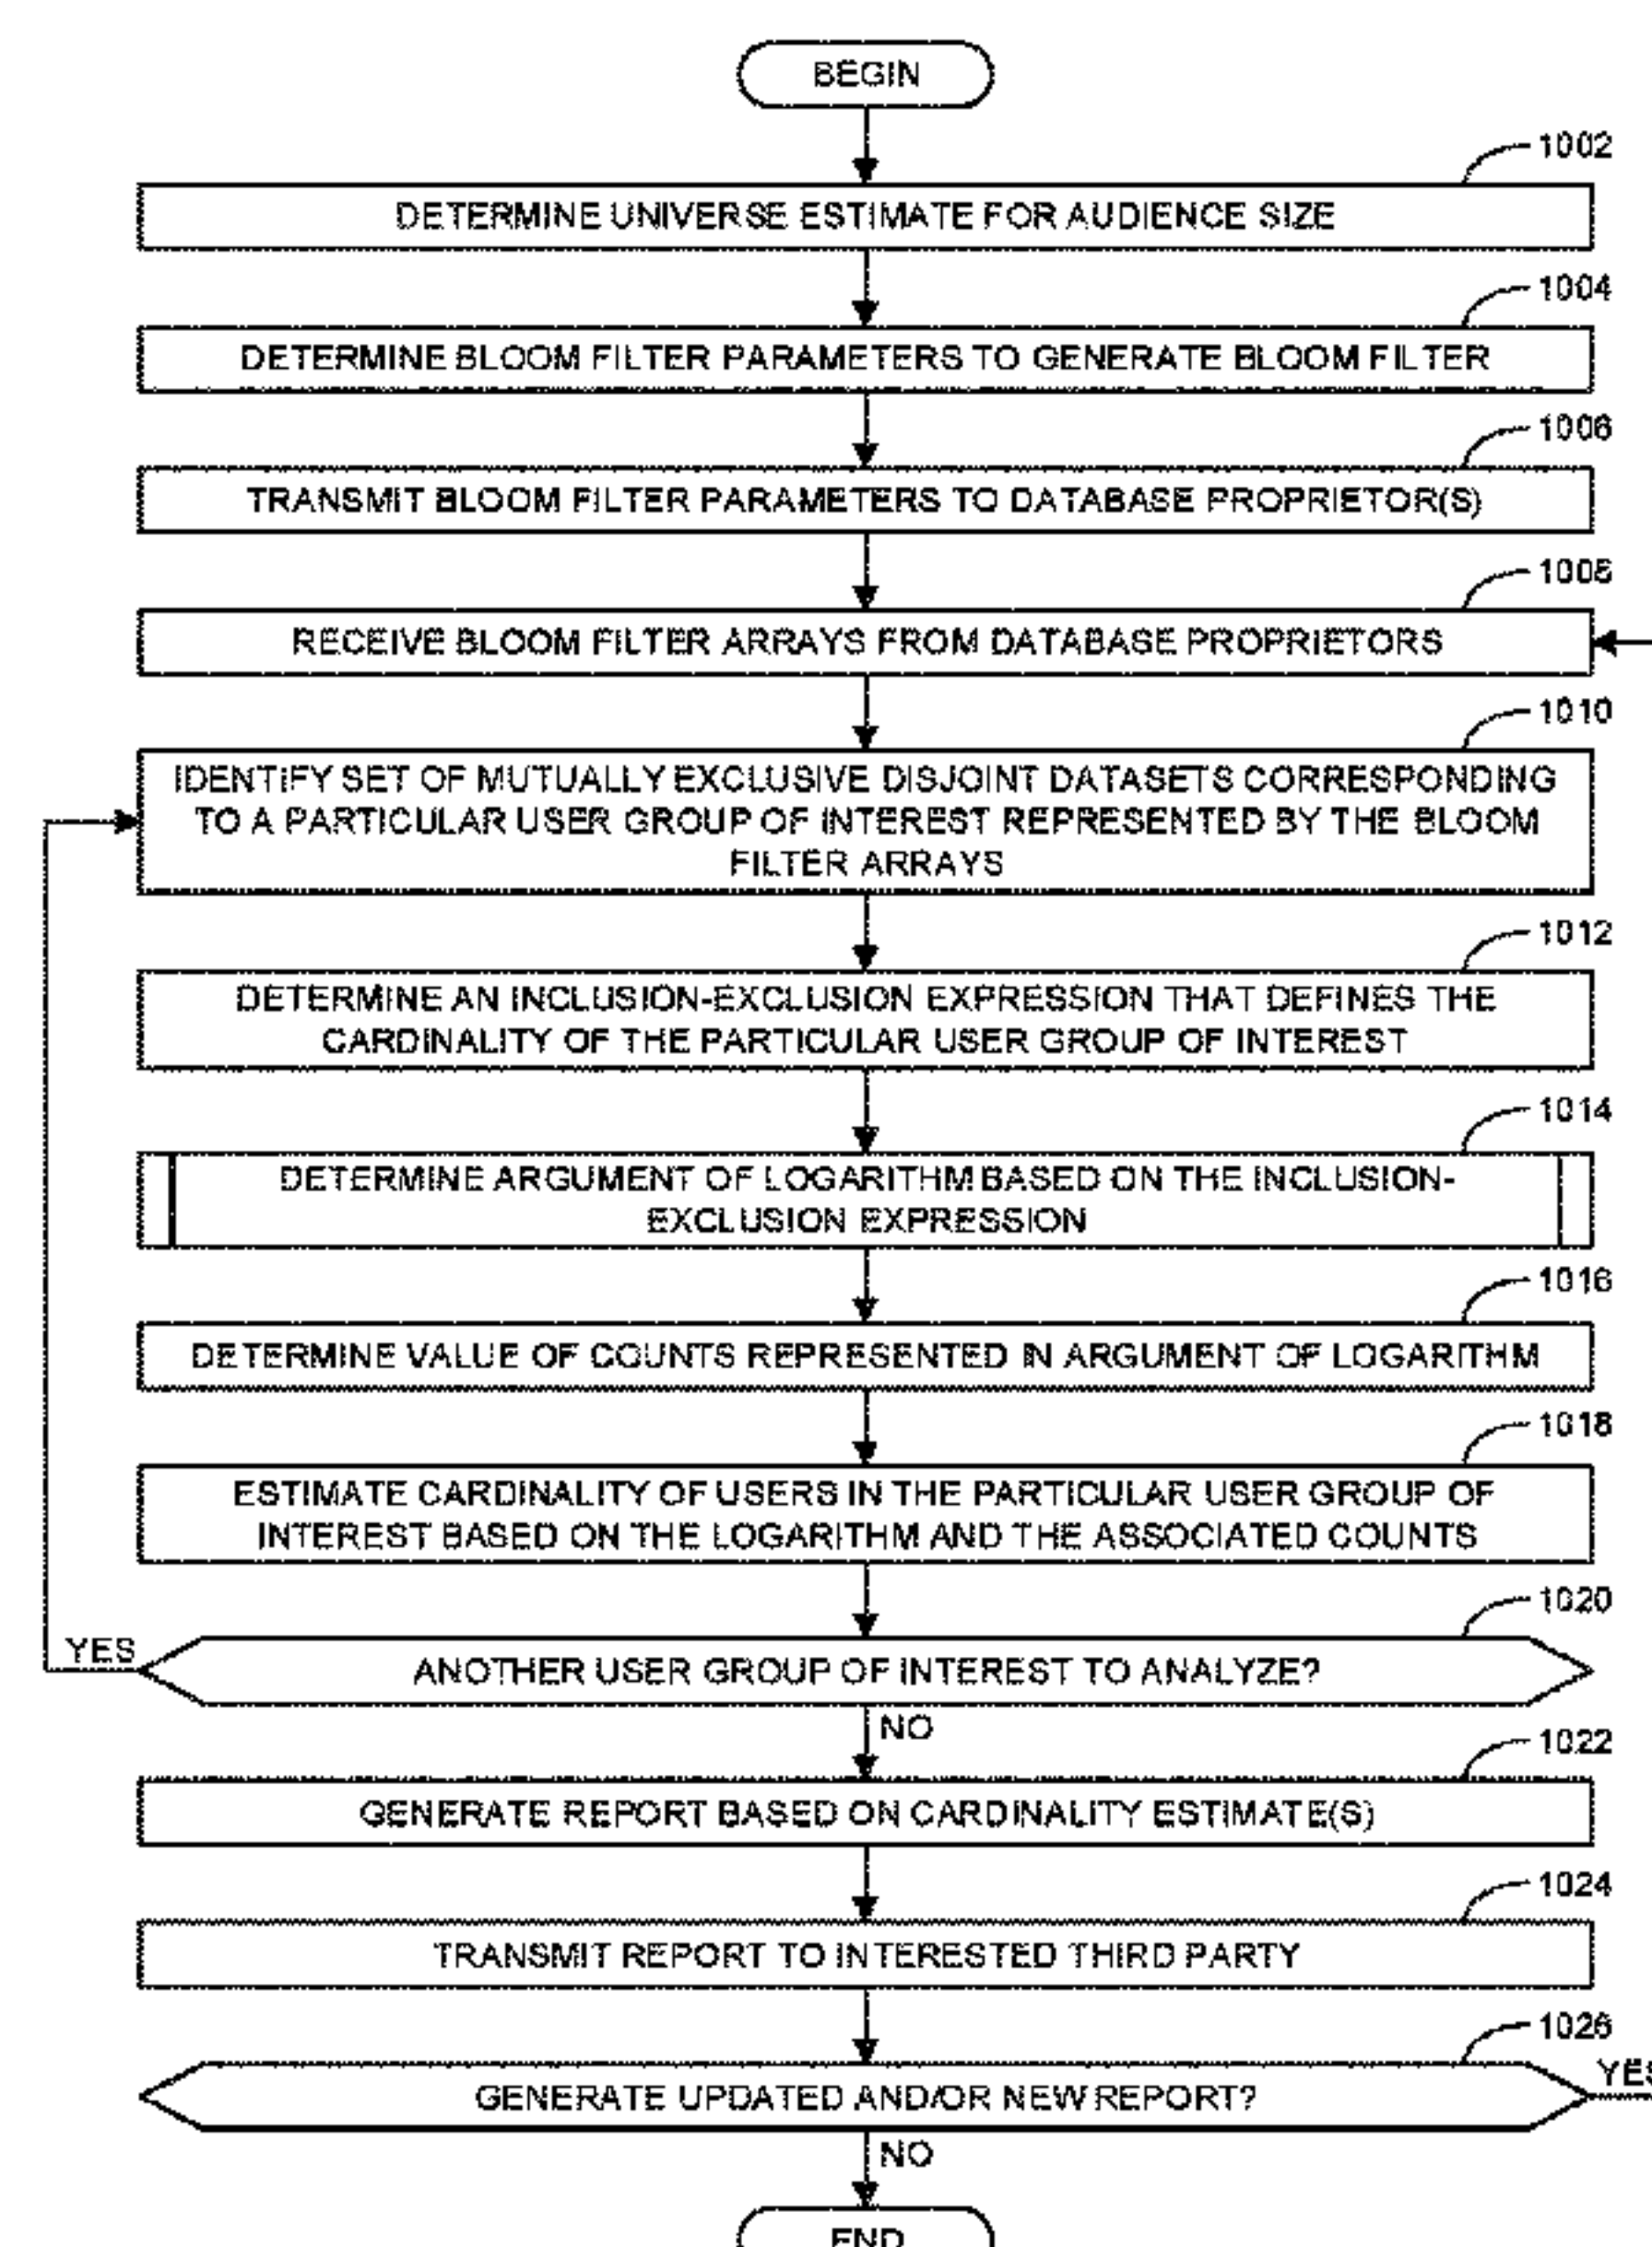 BEGIN
1002
DETERMINE UNIVERSE ESTIMATE FOR AUDIENCE SIZE
1004
DETERMINE BLOOM FILTER PARAMETERS TO GENERATE BLOOM FILTER
1006
TRANSMIT BLOOM FILTER PARAMETERS TO DATABASE PROPRIETOR(S)
1008
RECEIVE BLOOM FILTER ARRAYS FROM DATABASE PROPRIETORS
1010
IDENTIFY SET OF MUTUALLY EXCLUSIVE DISJOINT DATASETS CORRESPONDING
TO A PARTICULAR USER GROUP OF INTEREST REPRESENTED BY THE BLOOM
FILTER ARRAYS
1012
DETERMINE AN INCLUSION-EXCLUSION EXPRESSION THAT DEFINES THE
CARDINALITY OF THE PARTICULAR USER GROUP OF INTEREST
1014
DETERMINE ARGUMENT OF LOGARITHM BASED ON THE INCLUSION-
EXCLUSION EXPRESSION
1016
DETERMINE VALUE OF COUNTS REPRESENTED IN ARGUMENT OF LOGARITHM
1018
ESTIMATE CARDINALITY OF USERS IN THE PARTICULAR USER GROUP OF
INTEREST BASED ON THE LOGARITHM AND THE ASSOCIATED COUNTS
1020
YES
ANOTHER USER GROUP OF INTEREST TO ANALYZE?
NO
1022
GENERATE REPORT BASED ON CARDINALITY ESTIMATE(S)
1024
TRANSMIT REPORT TO INTERESTED THIRD PARTY
1026
GENERATE UPDATED AND/OR NEW REPORT?
YES
NO
END